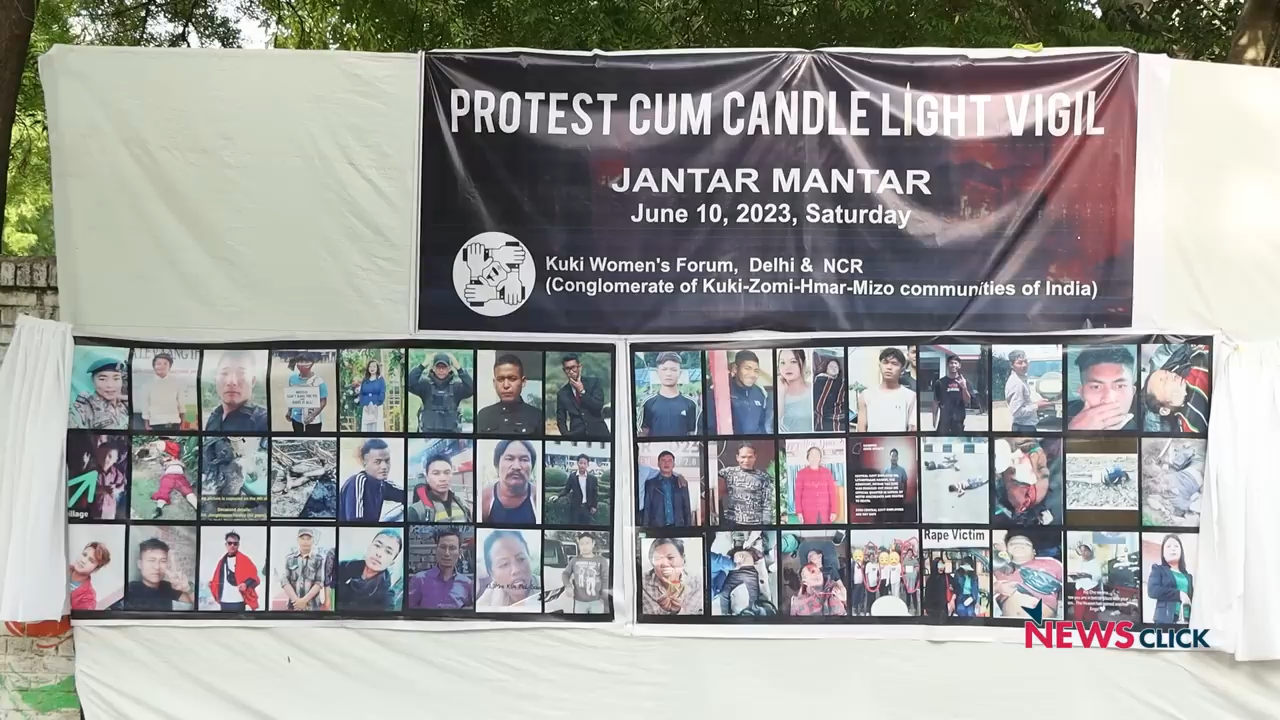 PROTEST CUM CANDLE LIGHT VIGIL
JANTAR MANTAR
June 10, 2023, Saturday
Kuki Women's Forum, Delhi & NCR
(Conglomerate of Kuki-Zomi-Hmar-Mizo communities of India)
Rape Victim
NEWSCLICK